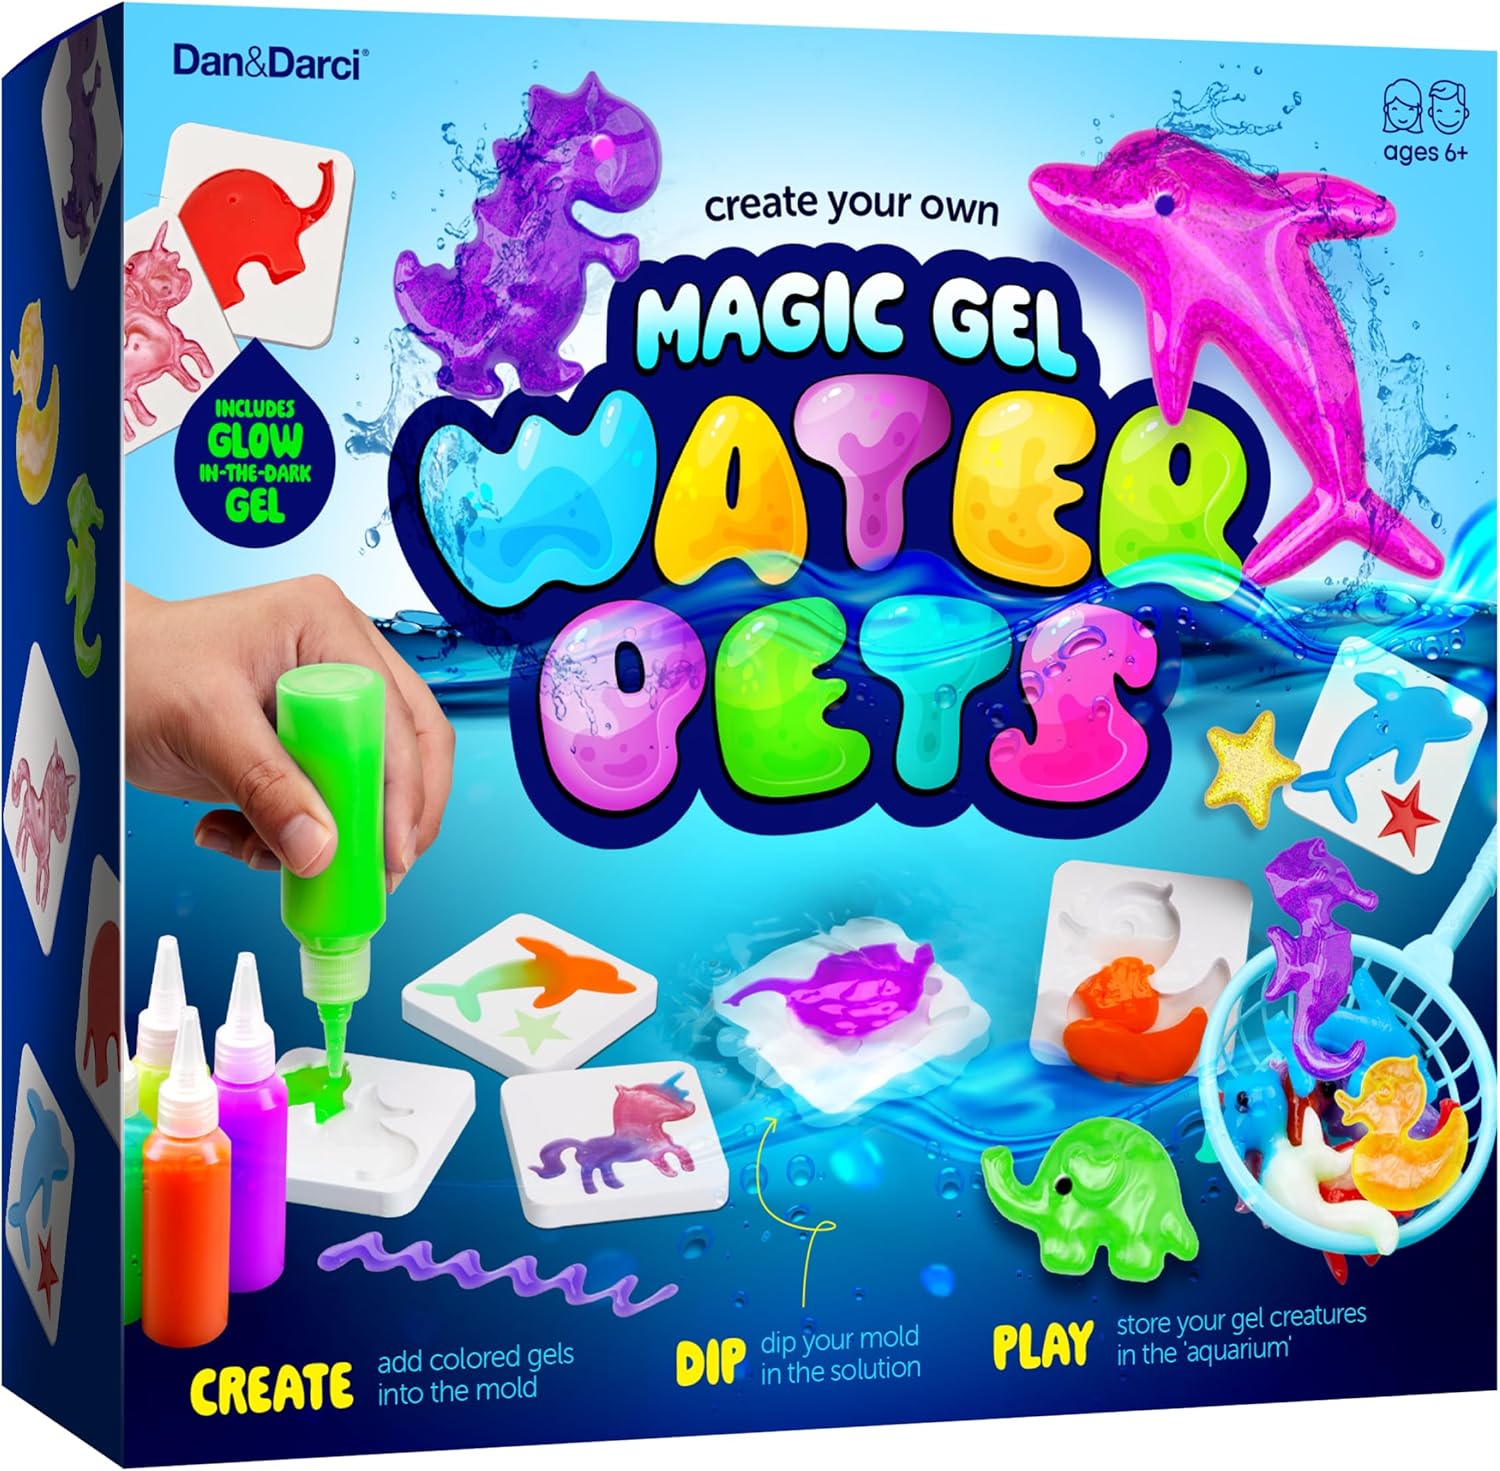 Dan&Darci®
ages 6+
create your own
MAGIC GEL
WATER
PETS
INCLUDES
GLOW
IN-THE-DARK
GEL
CREATE
add colored gels
into the mold
DIP
dip your mold
in the solution
PLAY
store your gel creatures
in the 'aquarium'